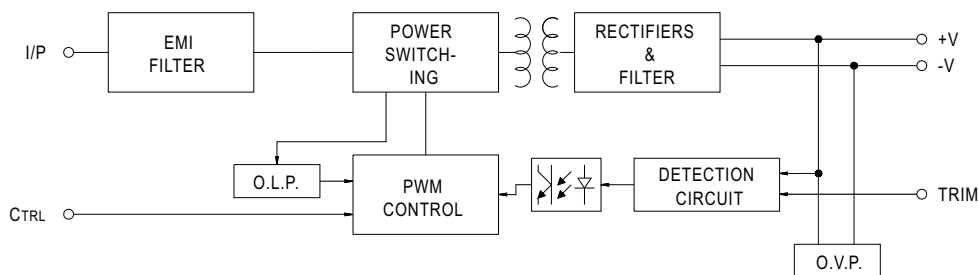 I/P
EMI
FILTER
POWER
SWITCH-
ING
RECTIFIERS
&
FILTER
+V
-V
O.L.P.
PWM
CONTROL
DETECTION
CIRCUIT
CTRL
TRIM
O.V.P.